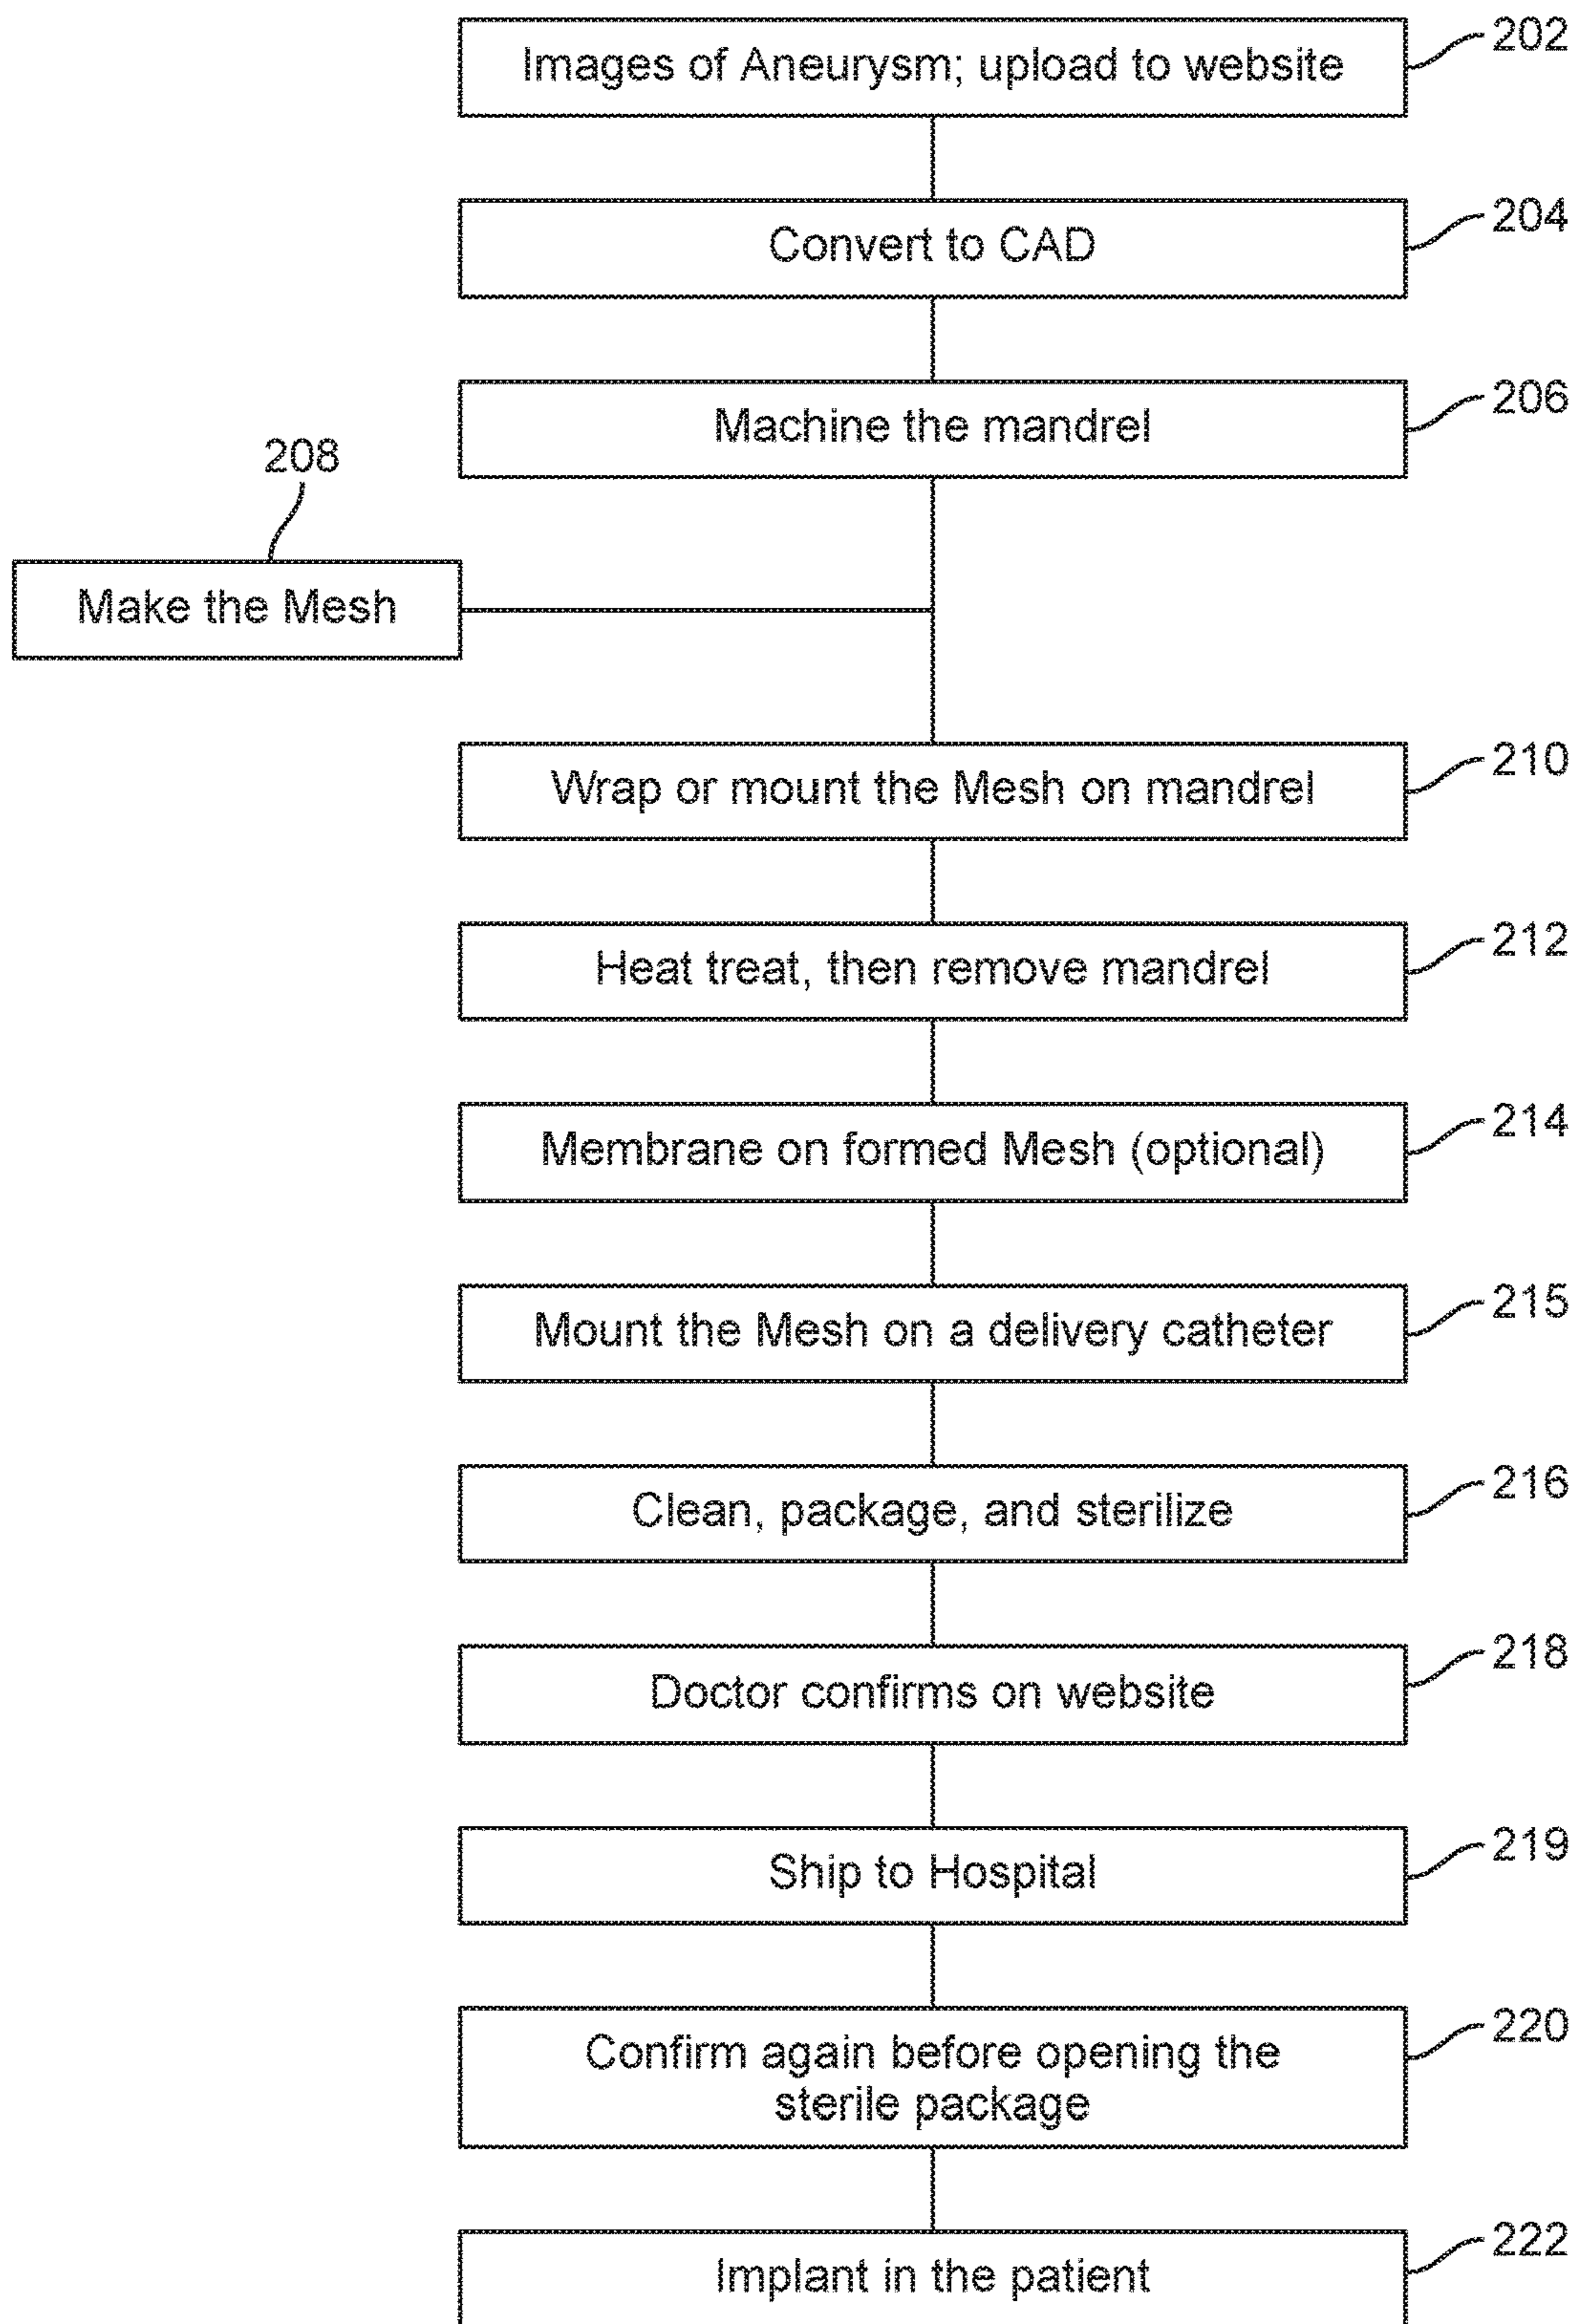 Images of Aneurysm; upload to website
202
Convert to CAD
204
Machine the mandrel
206
208
Make the Mesh
Wrap or mount the Mesh on mandrel
210
Heat treat, then remove mandrel
212
Membrane on formed Mesh (optional)
214
Mount the Mesh on a delivery catheter
215
Clean, package, and sterilize
216
Doctor confirms on website
218
Ship to Hospital
219
Confirm again before opening the
sterile package
220
Implant in the patient
222